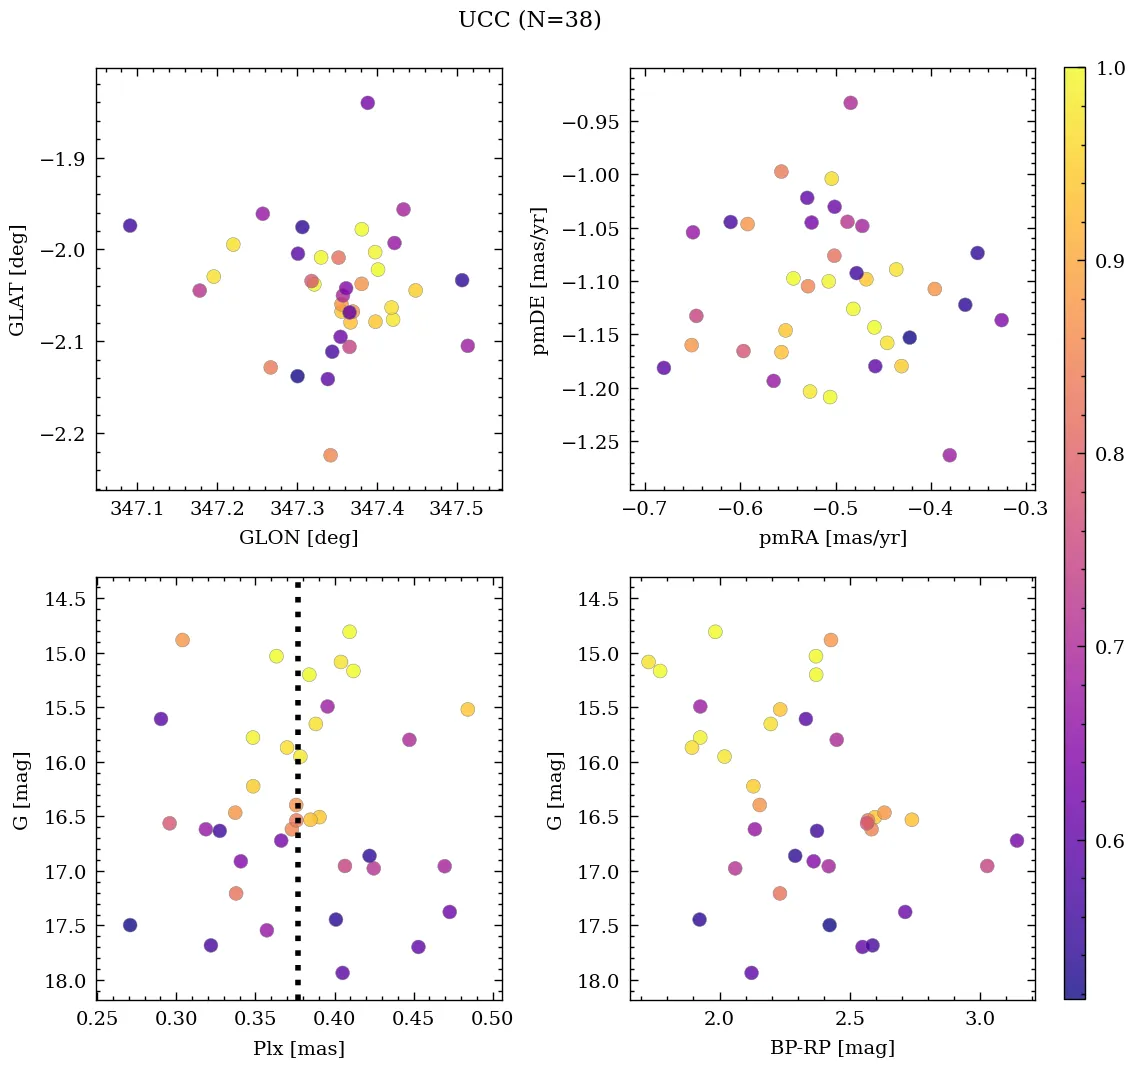 UCC (N=38)
−1.9
−2.0
−2.1
−2.2
GLAT [deg]
347.1 347.2 347.3 347.4 347.5
GLON [deg]
−0.95
−1.00
−1.05
−1.10
−1.15
−1.20
−1.25
pmDE [mas/yr]
−0.7 −0.6 −0.5 −0.4 −0.3
pmRA [mas/yr]
14.5
15.0
15.5
16.0
16.5
17.0
17.5
18.0
G [mag]
0.25 0.30 0.35 0.40 0.45 0.50
Plx [mas]
14.5
15.0
15.5
16.0
16.5
17.0
17.5
18.0
G [mag]
2.0 2.5 3.0
BP-RP [mag]
1.0
0.9
0.8
0.7
0.6